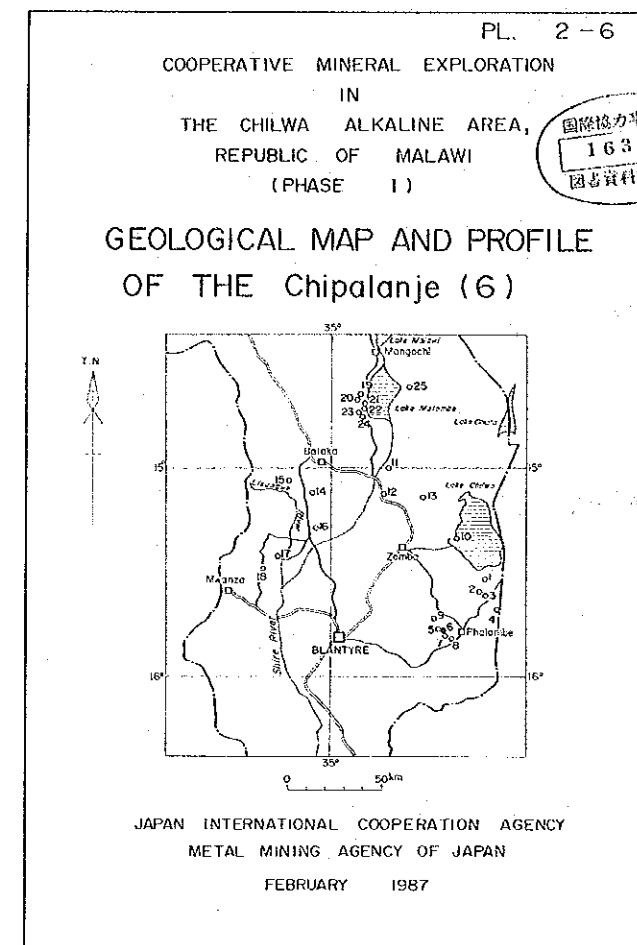 PL. 2-6
COOPERATIVE MINERAL EXPLORATION
IN
THE CHILWA ALKALINE AREA,
REPUBLIC OF MALAWI
(PHASE I)
国際協力
163
図書資料
GEOLOGICAL MAP AND PROFILE
OF THE Chipalanje (6)
T.N
35°
Lake Malawi
Mangochi
19
25
20
21
22
23
24
Lake Malombe
Lake Chiuta
Balaka
15°
11
15°
15
14
12
13
Lake Chilwa
River
16
10
17
Zomba
18
1
Mwanza
2
3
9
4
5
6
Phalombe
8
BLANTYRE
Shire River
16°
16°
35°
0
50km
JAPAN INTERNATIONAL COOPERATION AGENCY
METAL MINING AGENCY OF JAPAN
FEBRUARY 1987